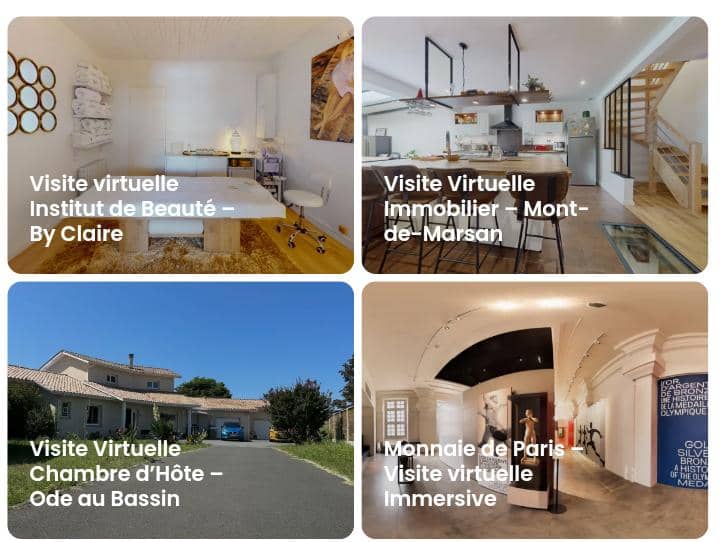 Visite virtuelle
Institut de Beauté –
By Claire
Visite Virtuelle
Immobilier – Mont-
de-Marsan
Visite Virtuelle
Chambre d'Hôte –
Ode au Bassin
Monnaie de Paris –
Visite virtuelle
Immersive
D'OR,
D'ARGENT,
DE BRONZE
UNE HISTOIRE
DE LA MÉDAILLE
OLYMPIQUE
GOLD
SILVER
BRONZE
A HISTORY
OF THE OLYMPIC
MEDAL